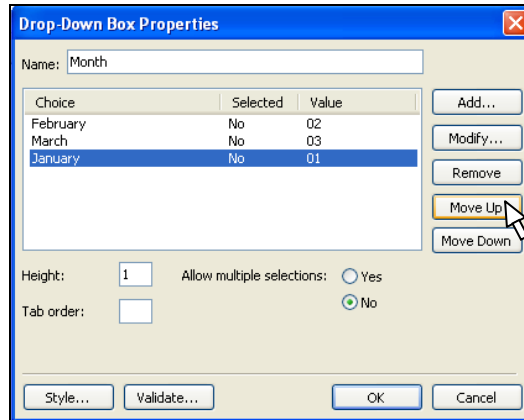 Drop-Down Box Properties
Name: Month
Choice Selected Value Add...
February No 02
March No 03 Modify...
January No 01
Remove
Move Up
Move Down
Height: 1 Allow multiple selections: Yes
No
Tab order:
Style... Validate... OK Cancel